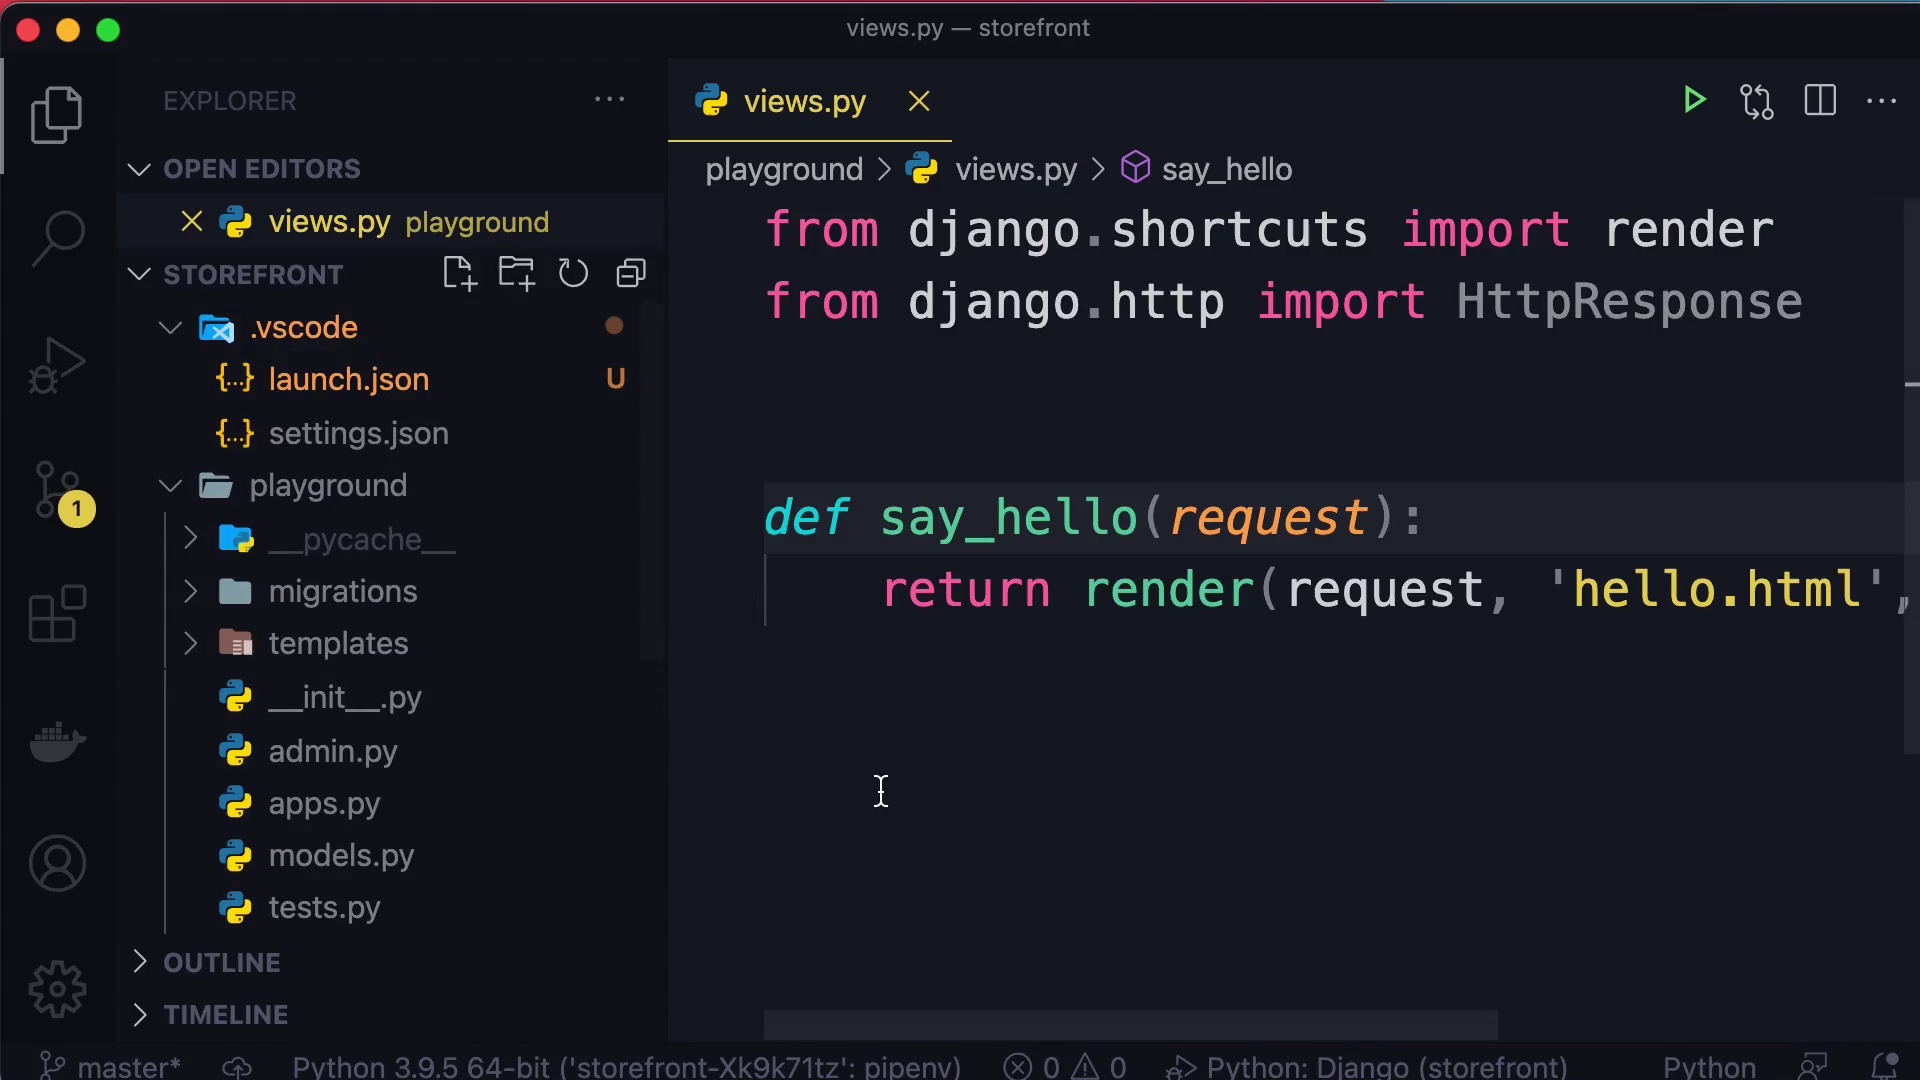 views.py — storefront
EXPLORER
views.py
OPEN EDITORS
playground > views.py > say_hello
views.py playground
STOREFRONT
.vscode
launch.json U
settings.json
playground
__pycache__
migrations
templates
__init__.py
admin.py
apps.py
models.py
tests.py
OUTLINE
TIMELINE
from django.shortcuts import render
from django.http import HttpResponse
def say_hello(request):
return render(request, 'hello.html',
1
master* Python 3.9.5 64-bit ('storefront-Xk9k71tz': pipenv) 0 0 Python: Django (storefront) Python